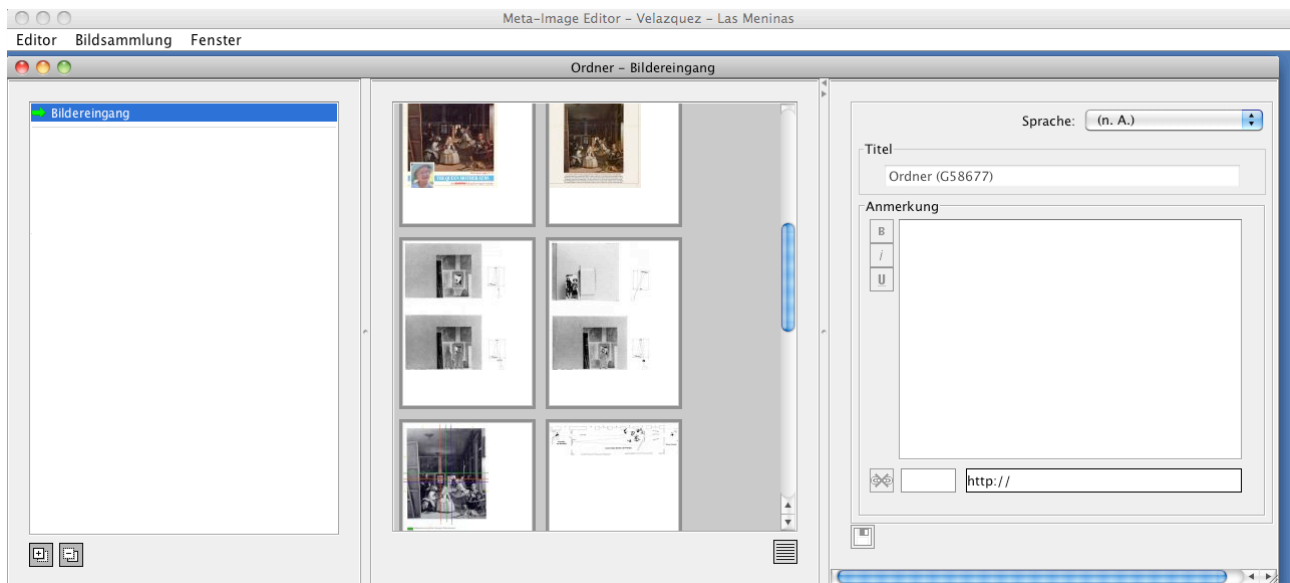 Meta-Image Editor – Velazquez – Las Meninas
Editor Bildsammlung Fenster
Ordner – Bildereingang
Bildereingang
Sprache: (n. A.)
Titel
Ordner (G58677)
Anmerkung
B
i
U
http://